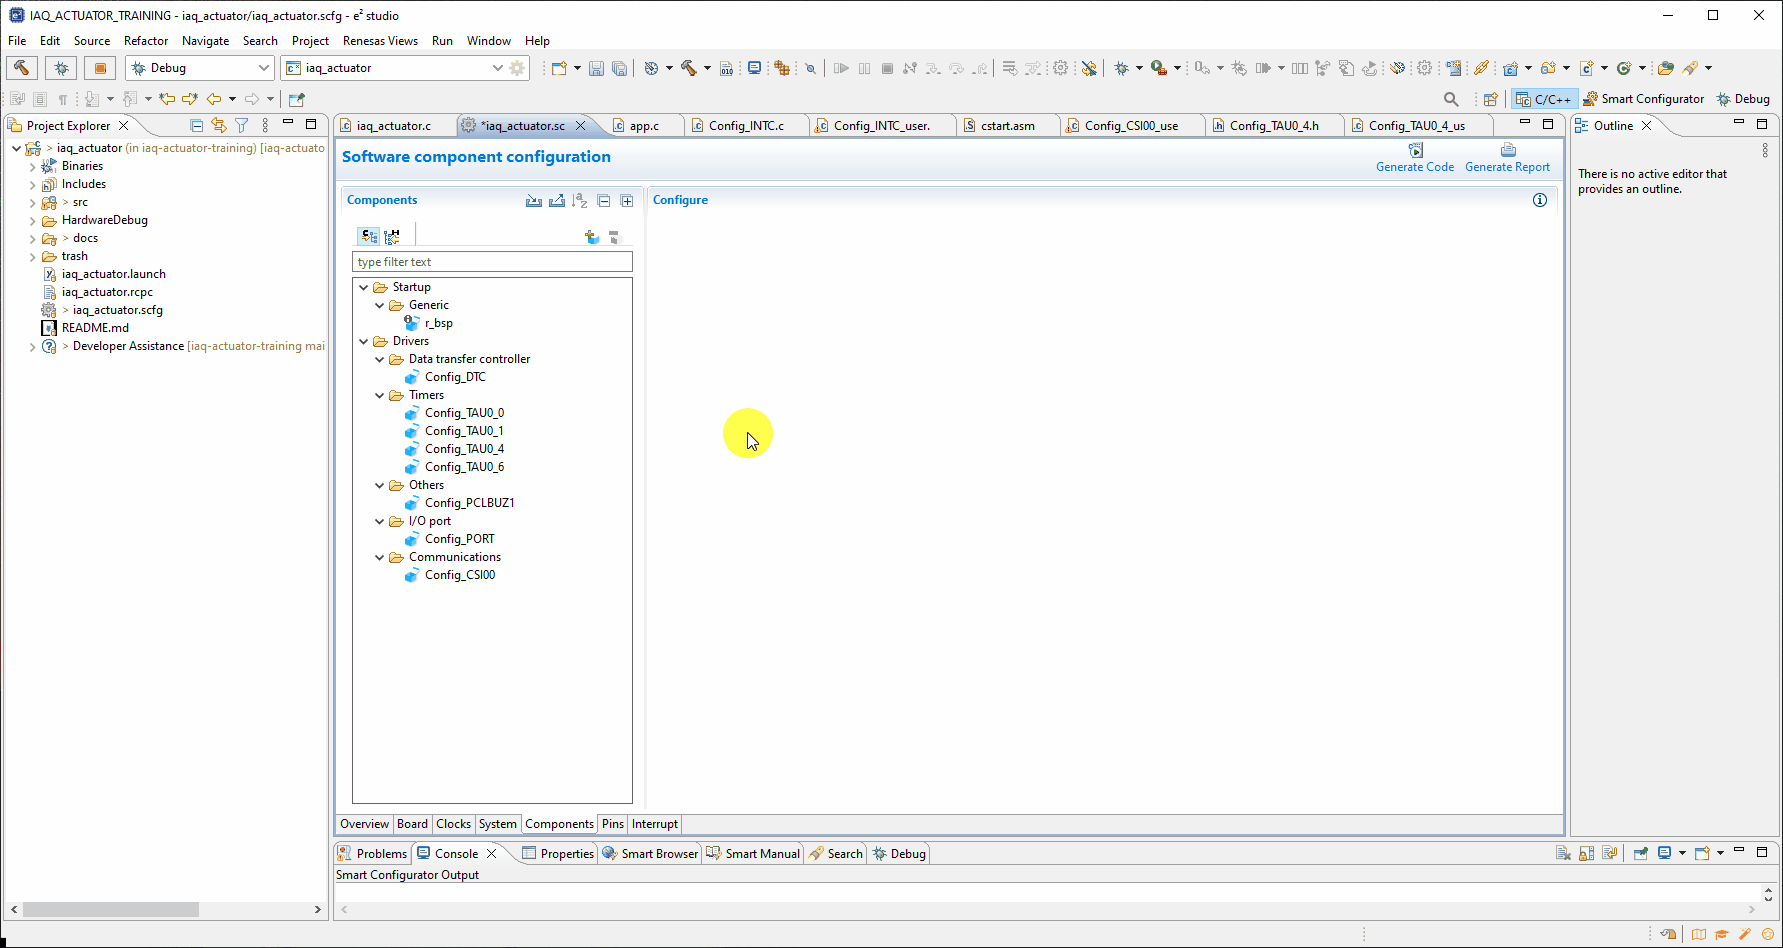 IAQ_ACTUATOR_TRAINING - iaq_actuator/iaq_actuator.scfg - e² studio
File Edit Source Refactor Navigate Search Project Renesas Views Run Window Help
Debug
iaq_actuator
C/C++
Smart Configurator
Debug
Project Explorer
> iaq_actuator (in iaq-actuator-training) [iaq-actuato
Binaries
Includes
> src
HardwareDebug
> docs
trash
iaq_actuator.launch
iaq_actuator.rcpc
> iaq_actuator.scfg
README.md
> Developer Assistance [iaq-actuator-training mai
iaq_actuator.c
*iaq_actuator.sc
app.c
Config_INTC.c
Config_INTC_user.
cstart.asm
Config_CSI00_use
Config_TAU0_4.h
Config_TAU0_4_us
Software component configuration
Generate Code
Generate Report
Components
type filter text
Startup
Generic
r_bsp
Drivers
Data transfer controller
Config_DTC
Timers
Config_TAU0_0
Config_TAU0_1
Config_TAU0_4
Config_TAU0_6
Others
Config_PCLBUZ1
I/O port
Config_PORT
Communications
Config_CSI00
Configure
Overview Board Clocks System Components Pins Interrupt
Outline
There is no active editor that
provides an outline.
Problems
Console
Properties
Smart Browser
Smart Manual
Search
Debug
Smart Configurator Output